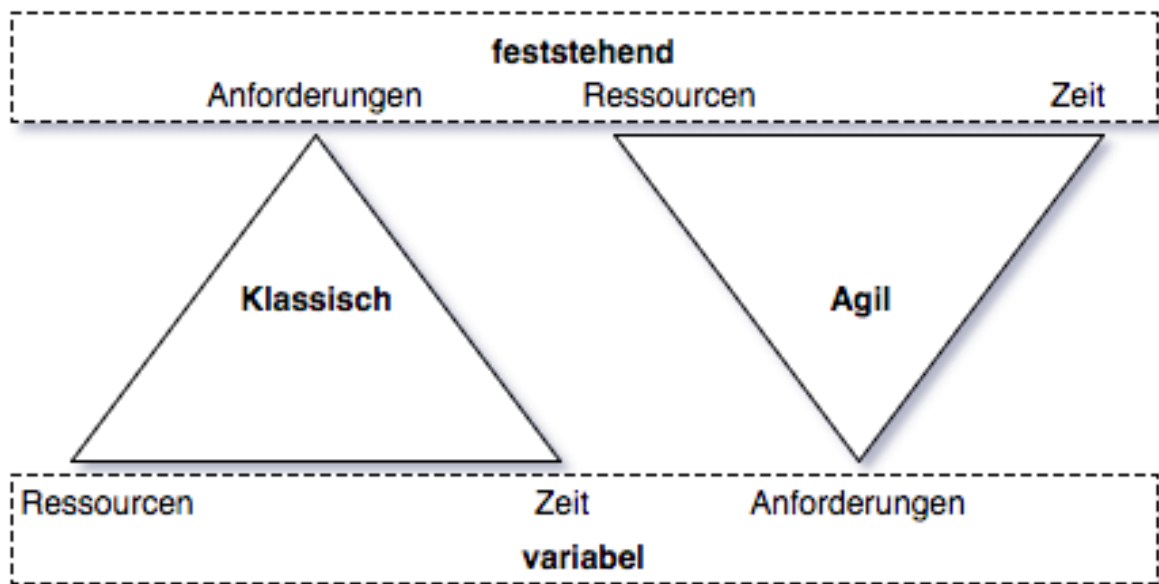 feststehend
Anforderungen Ressourcen Zeit
Klassisch Agil
Ressourcen Zeit Anforderungen
variabel